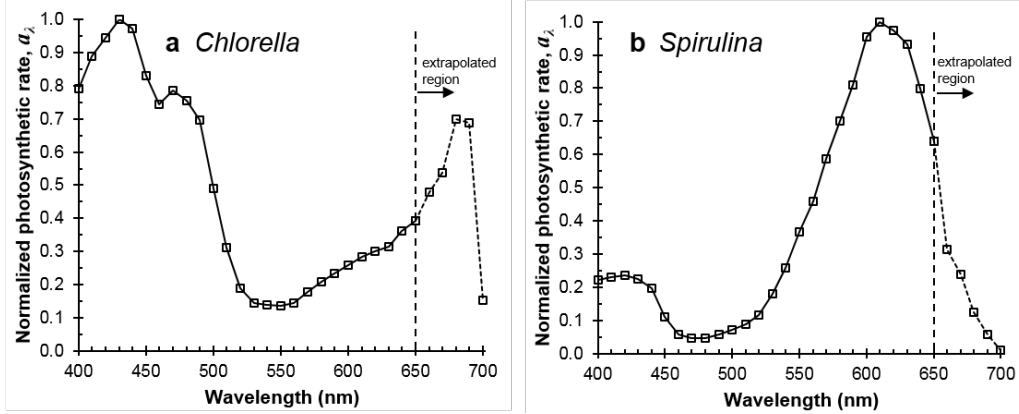 a Chlorella
extrapolated
region
Normalized photosynthetic rate, aλ
1.0
0.9
0.8
0.7
0.6
0.5
0.4
0.3
0.2
0.1
0.0
400 450 500 550 600 650 700
Wavelength (nm)
b Spirulina
extrapolated
region
Normalized photosynthetic rate, aλ
1.0
0.9
0.8
0.7
0.6
0.5
0.4
0.3
0.2
0.1
0.0
400 450 500 550 600 650 700
Wavelength (nm)